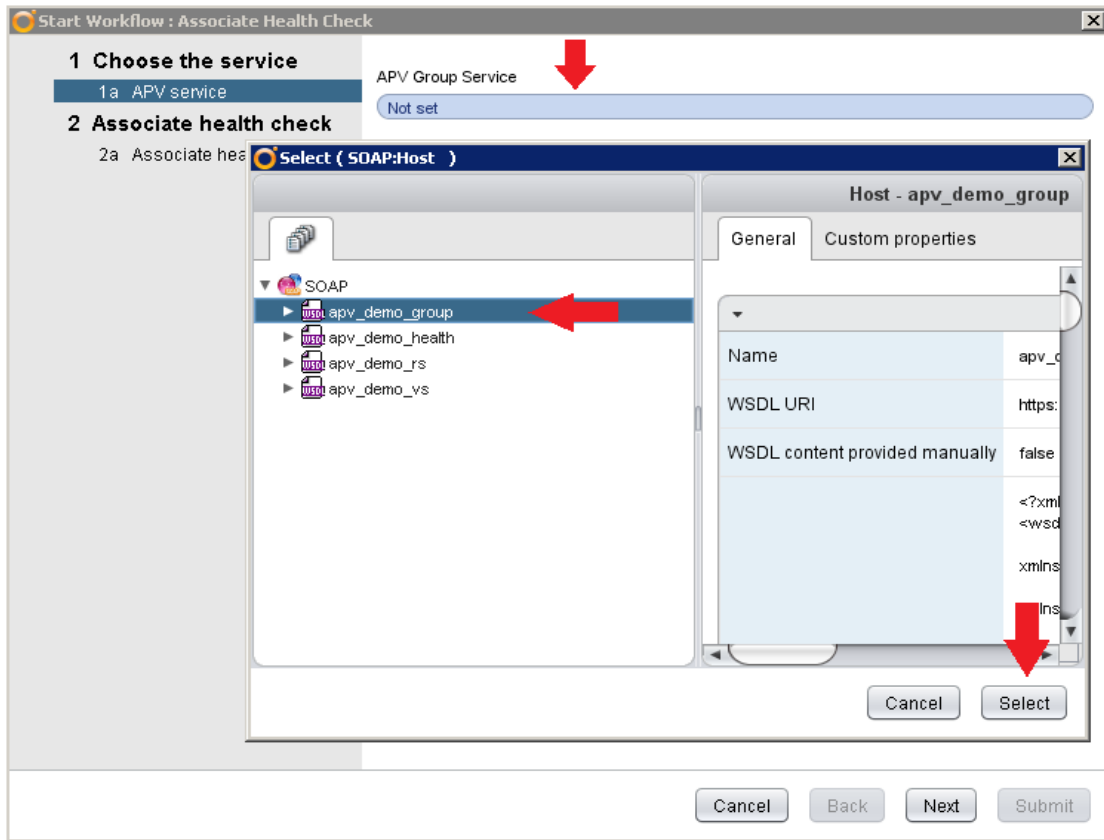 Start Workflow : Associate Health Check
1 Choose the service
1a APV service
2 Associate health check
2a Associate hea
APV Group Service
Not set
Select ( SOAP:Host )
SOAP
apv_demo_group
apv_demo_health
apv_demo_rs
apv_demo_vs
Host - apv_demo_group
General Custom properties
Name apv_d
WSDL URI https:
WSDL content provided manually false
<?xml
<wsd
xmlns
Cancel Select
Cancel Back Next Submit